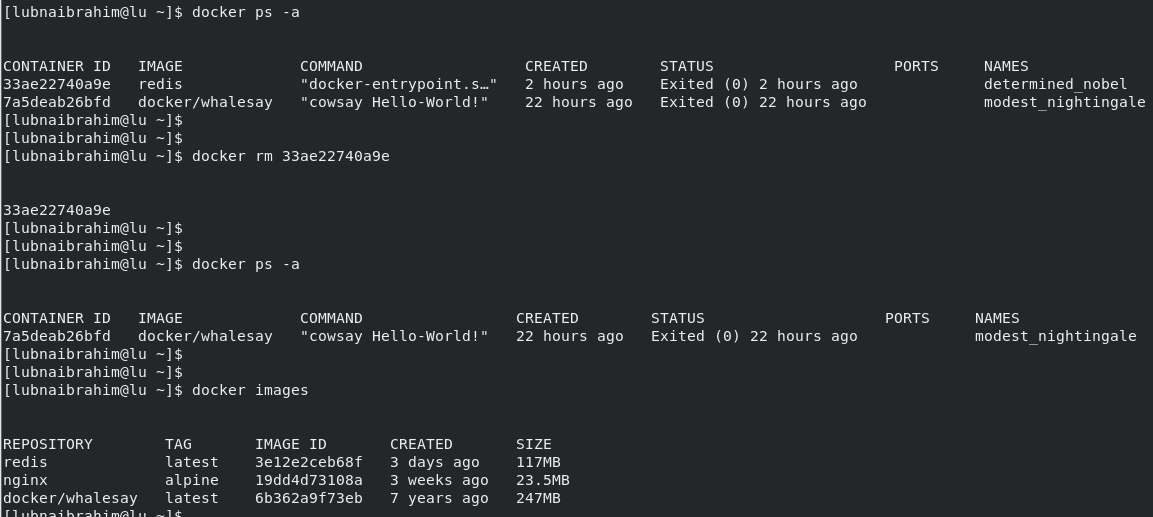 [lubnaibrahim@lu ~]$ docker ps -a
CONTAINER ID   IMAGE             COMMAND                  CREATED        STATUS                    PORTS     NAMES
33ae22740a9e   redis             "docker-entrypoint.s…"   2 hours ago    Exited (0) 2 hours ago              determined_nobel
7a5deab26bfd   docker/whalesay   "cowsay Hello-World!"    22 hours ago   Exited (0) 22 hours ago             modest_nightingale
[lubnaibrahim@lu ~]$
[lubnaibrahim@lu ~]$
[lubnaibrahim@lu ~]$ docker rm 33ae22740a9e
33ae22740a9e
[lubnaibrahim@lu ~]$
[lubnaibrahim@lu ~]$
[lubnaibrahim@lu ~]$ docker ps -a
CONTAINER ID   IMAGE             COMMAND                 CREATED        STATUS                    PORTS     NAMES
7a5deab26bfd   docker/whalesay   "cowsay Hello-World!"   22 hours ago   Exited (0) 22 hours ago             modest_nightingale
[lubnaibrahim@lu ~]$
[lubnaibrahim@lu ~]$
[lubnaibrahim@lu ~]$ docker images
REPOSITORY        TAG       IMAGE ID       CREATED       SIZE
redis             latest    3e12e2ceb68f   3 days ago    117MB
nginx             alpine    19dd4d73108a   3 weeks ago   23.5MB
docker/whalesay   latest    6b362a9f73eb   7 years ago   247MB
[lubnaibrahim@lu ~]$